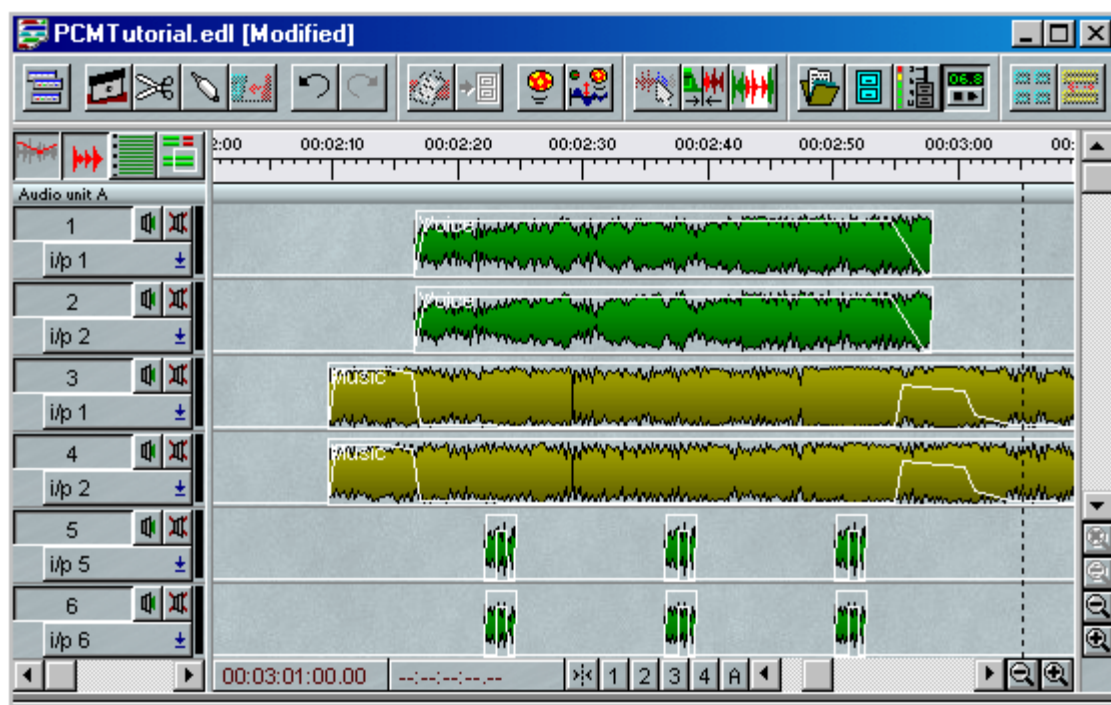 PCMTutorial.edl [Modified]
06.8
2:00 00:02:10 00:02:20 00:02:30 00:02:40 00:02:50 00:03:00 00:
Audio unit A
1
i/p 1
Voice
2
i/p 2
Voice
3
i/p 1
Music
4
i/p 2
Music
5
i/p 5
6
i/p 6
00:03:01:00.00 --:--:--:--.-- 1 2 3 4 A